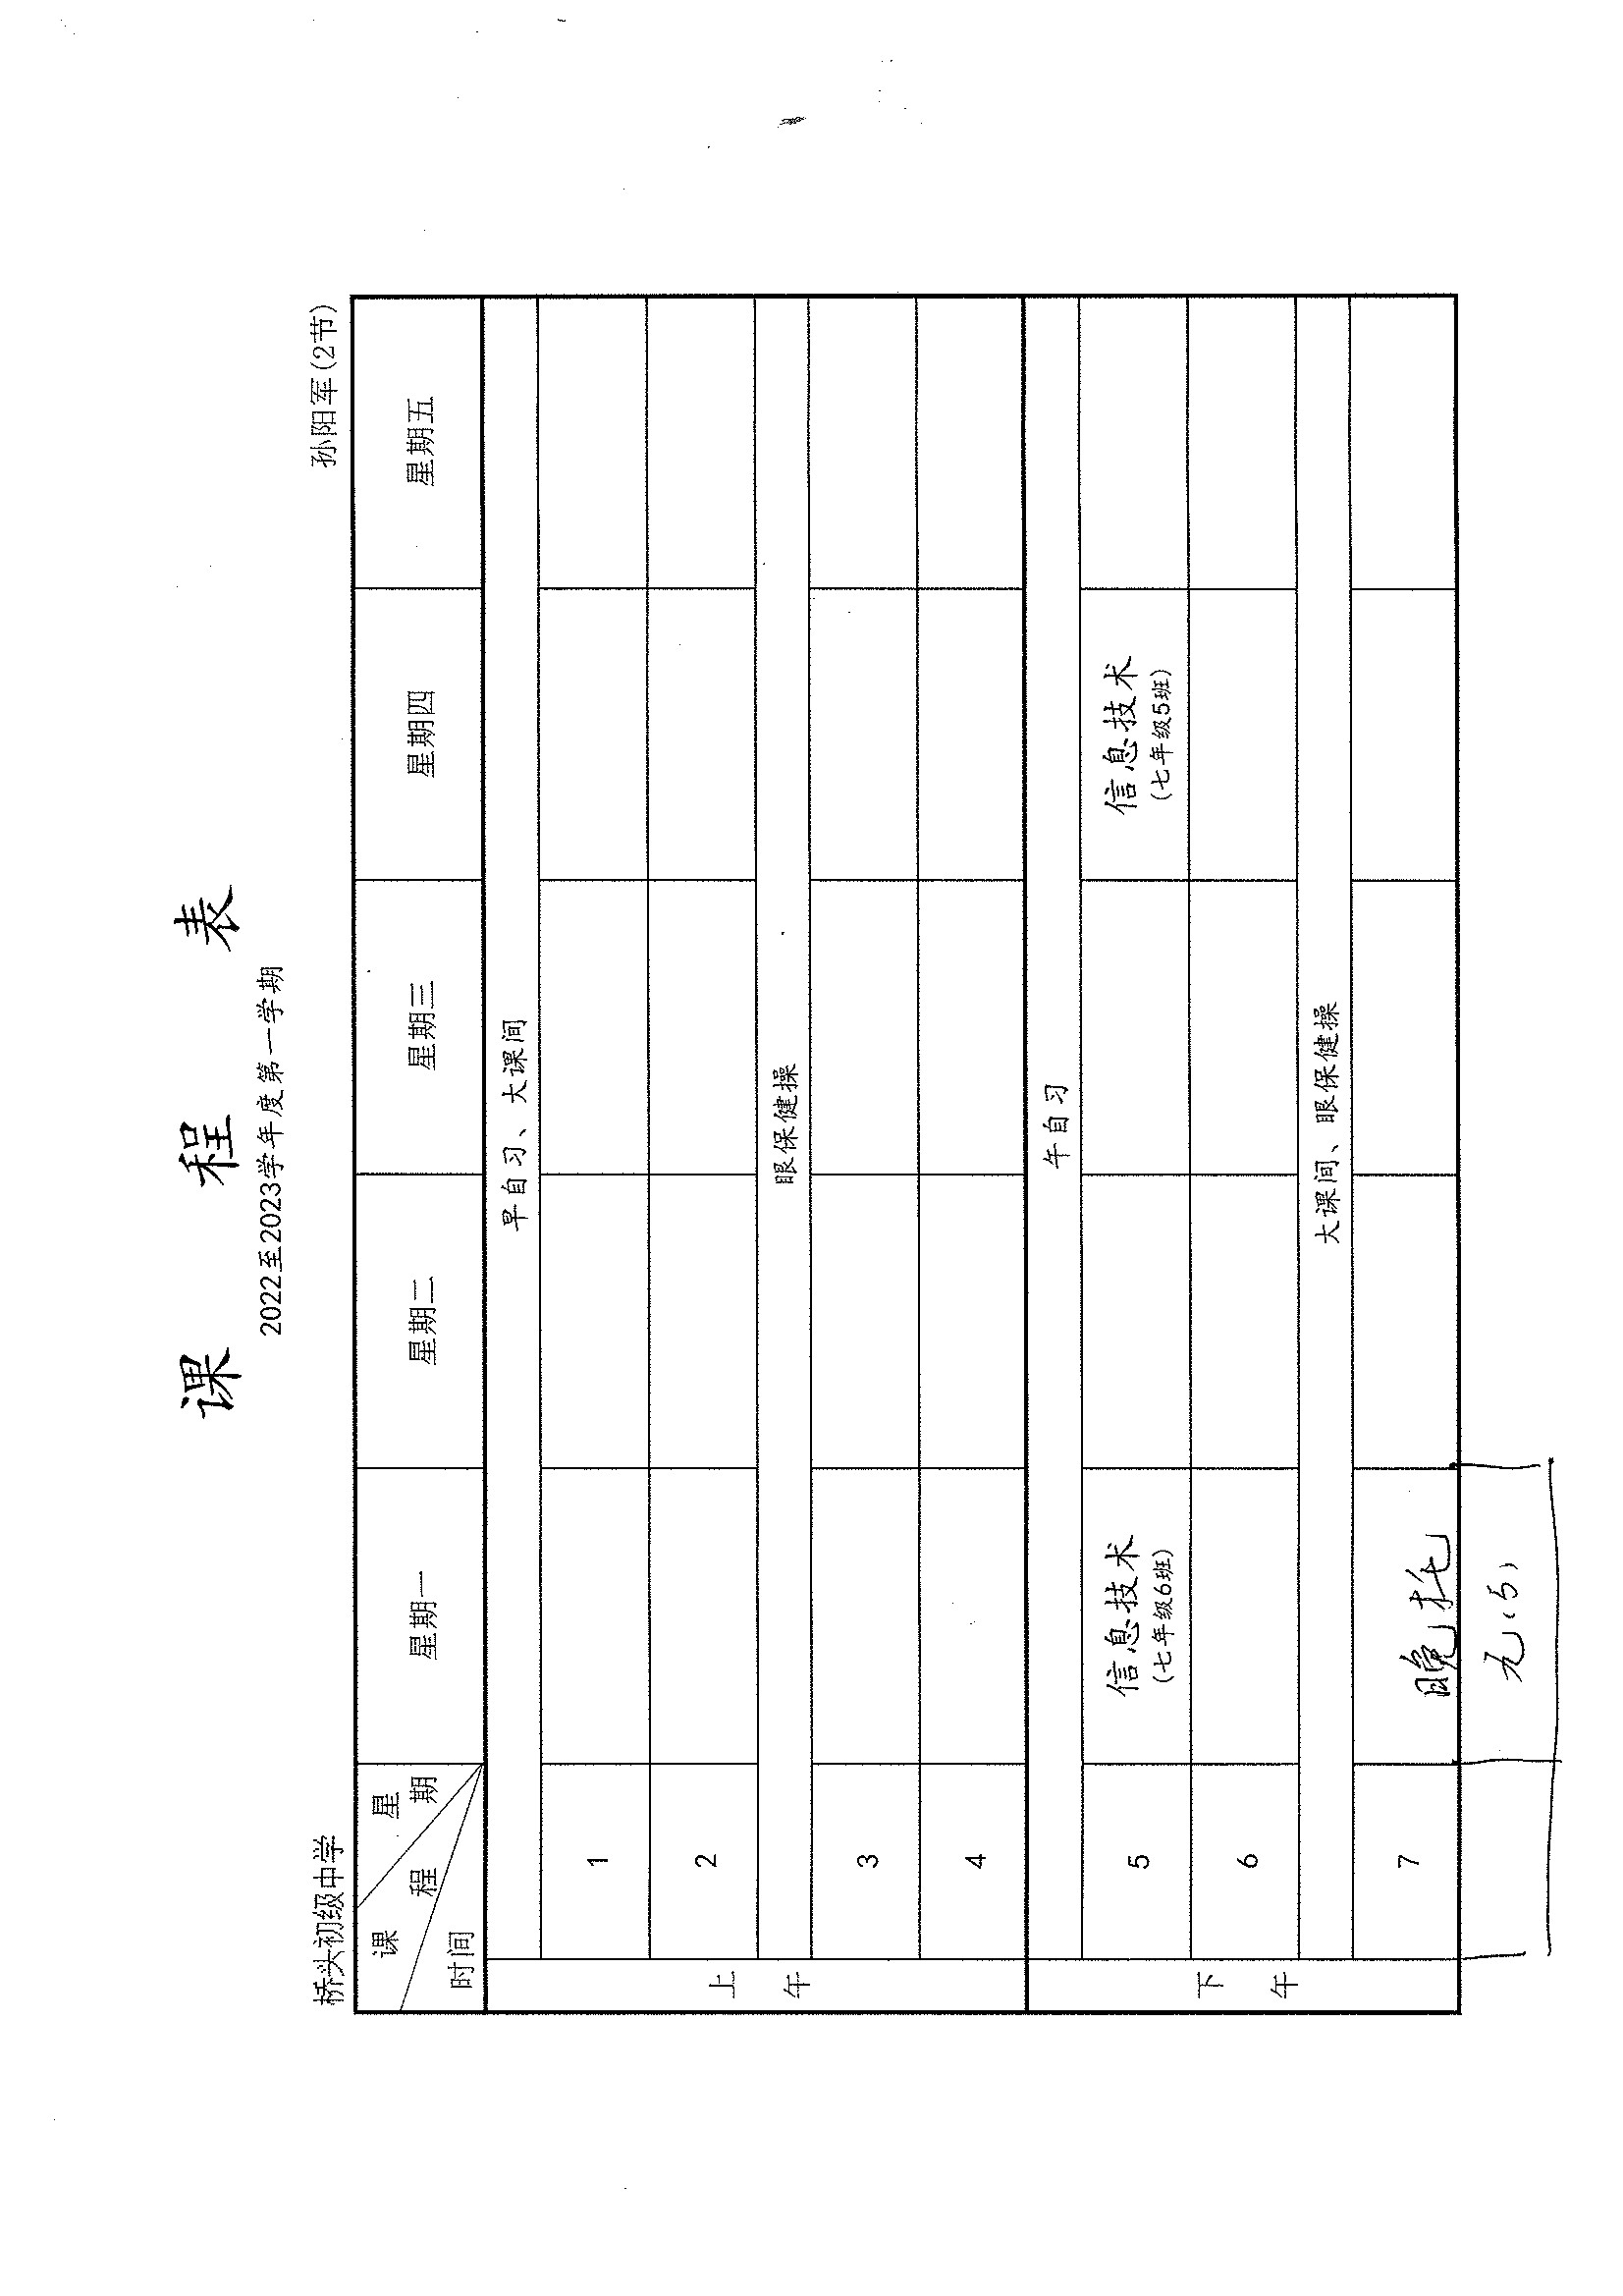 课 程 表
2022至2023学年度第一学期
桥头初级中学 孙阳军(2节)
课 程 星 期 时间 星期一 星期二 星期三 星期四 星期五
上午
早自习、大课间
1
2
眼保健操
3
4
下午
午自习
5 信息技术 信息技术
(七年级6班) (七年级5班)
6
大课间、眼保健操
7
晚托
九(5)